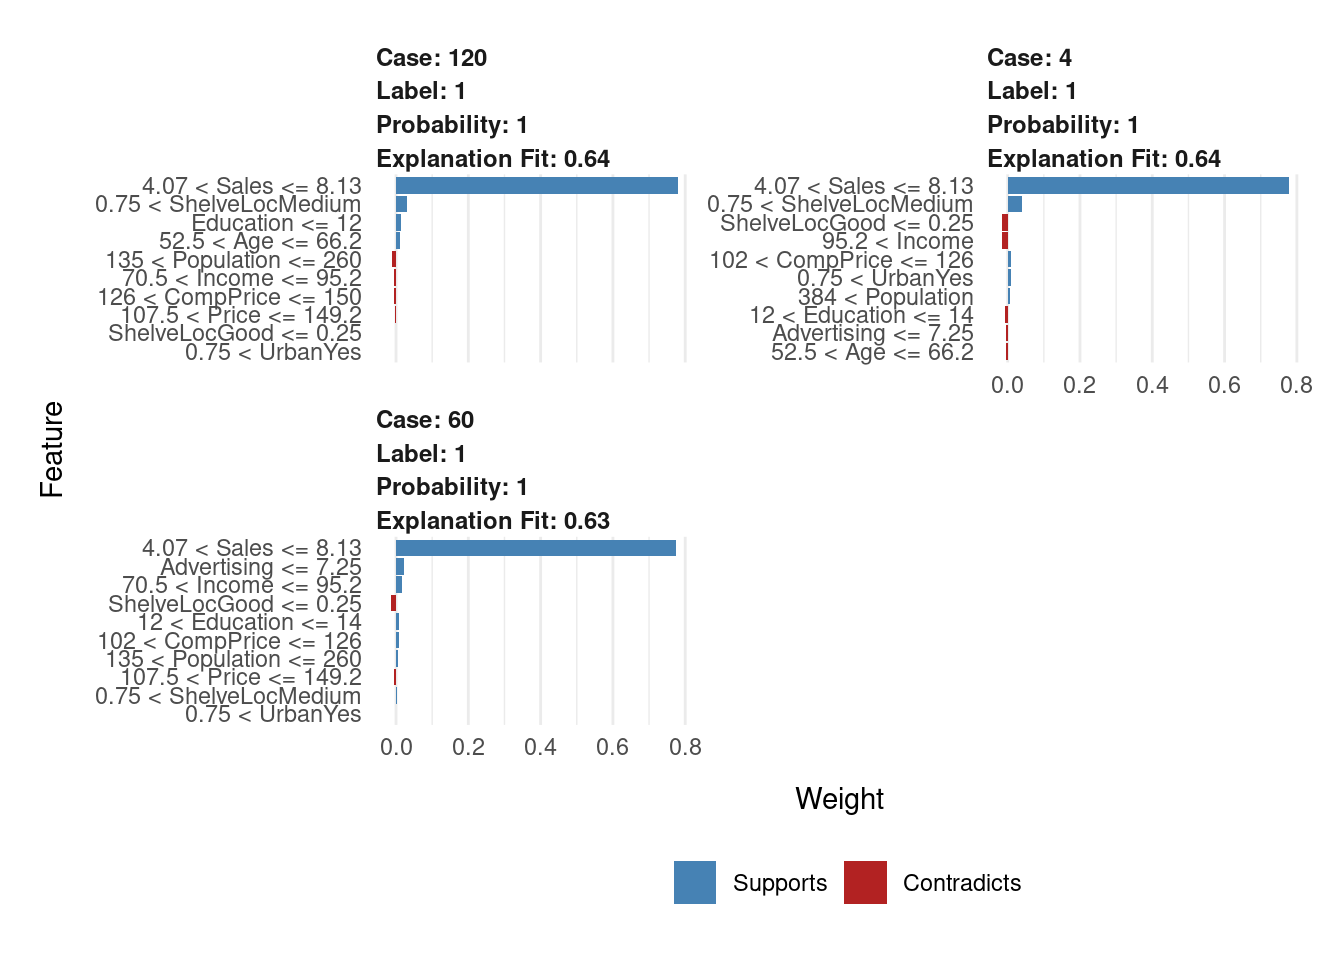 Case: 120
Label: 1
Probability: 1
Explanation Fit: 0.64
4.07 < Sales <= 8.13
0.75 < ShelveLocMedium
Education <= 12
52.5 < Age <= 66.2
135 < Population <= 260
70.5 < Income <= 95.2
126 < CompPrice <= 150
107.5 < Price <= 149.2
ShelveLocGood <= 0.25
0.75 < UrbanYes
Case: 4
Label: 1
Probability: 1
Explanation Fit: 0.64
4.07 < Sales <= 8.13
0.75 < ShelveLocMedium
ShelveLocGood <= 0.25
95.2 < Income
102 < CompPrice <= 126
0.75 < UrbanYes
384 < Population
12 < Education <= 14
Advertising <= 7.25
52.5 < Age <= 66.2
0.0 0.2 0.4 0.6 0.8
Case: 60
Label: 1
Probability: 1
Explanation Fit: 0.63
4.07 < Sales <= 8.13
Advertising <= 7.25
70.5 < Income <= 95.2
ShelveLocGood <= 0.25
12 < Education <= 14
102 < CompPrice <= 126
135 < Population <= 260
107.5 < Price <= 149.2
0.75 < ShelveLocMedium
0.75 < UrbanYes
0.0 0.2 0.4 0.6 0.8
Feature
Weight
Supports Contradicts